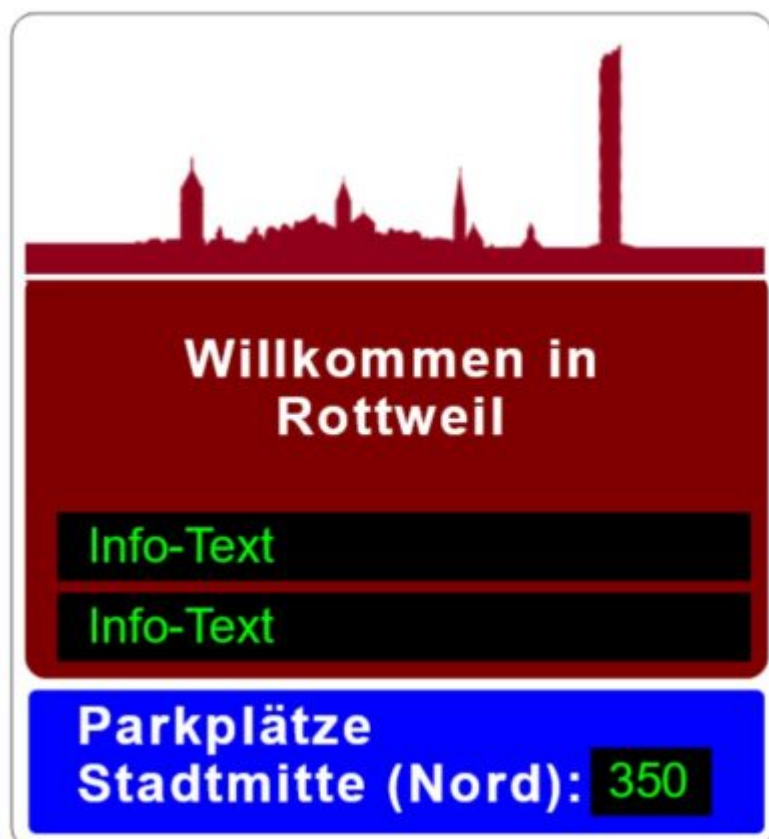 Willkommen in
Rottweil
Info-Text
Info-Text
Parkplätze
Stadtmitte (Nord): 350